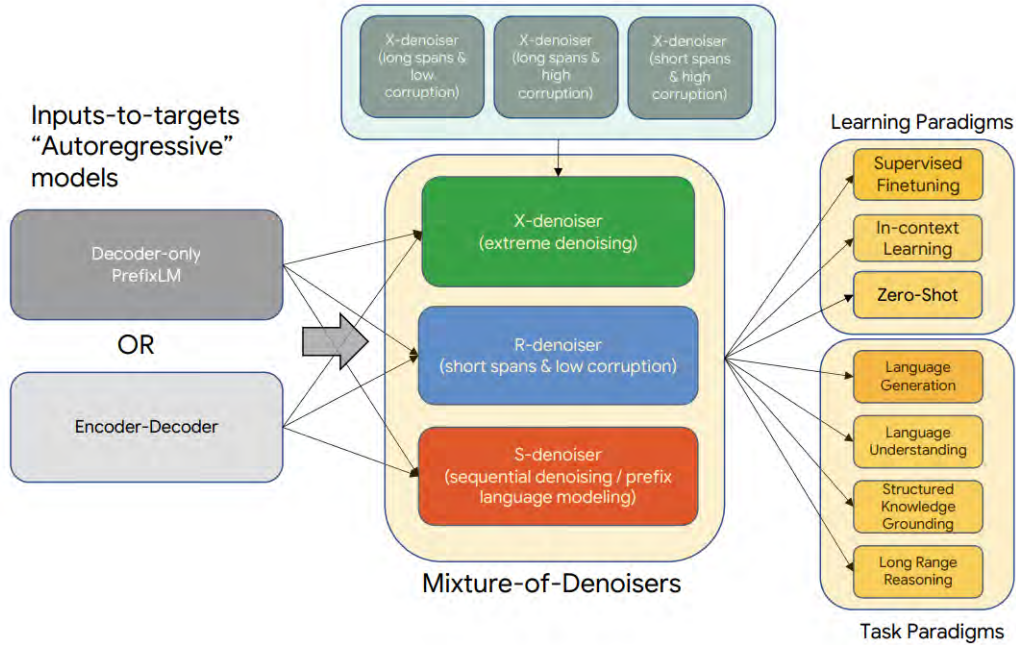 X-denoiser
(long spans &
low
corruption)
X-denoiser
(long spans &
high
corruption)
X-denoiser
(short spans
& high
corruption)
Inputs-to-targets
“Autoregressive”
models
Decoder-only
PrefixLM
OR
Encoder-Decoder
X-denoiser
(extreme denoising)
R-denoiser
(short spans & low corruption)
S-denoiser
(sequential denoising / prefix
language modeling)
Mixture-of-Denoisers
Learning Paradigms
Supervised
Finetuning
In-context
Learning
Zero-Shot
Language
Generation
Language
Understanding
Structured
Knowledge
Grounding
Long Range
Reasoning
Task Paradigms